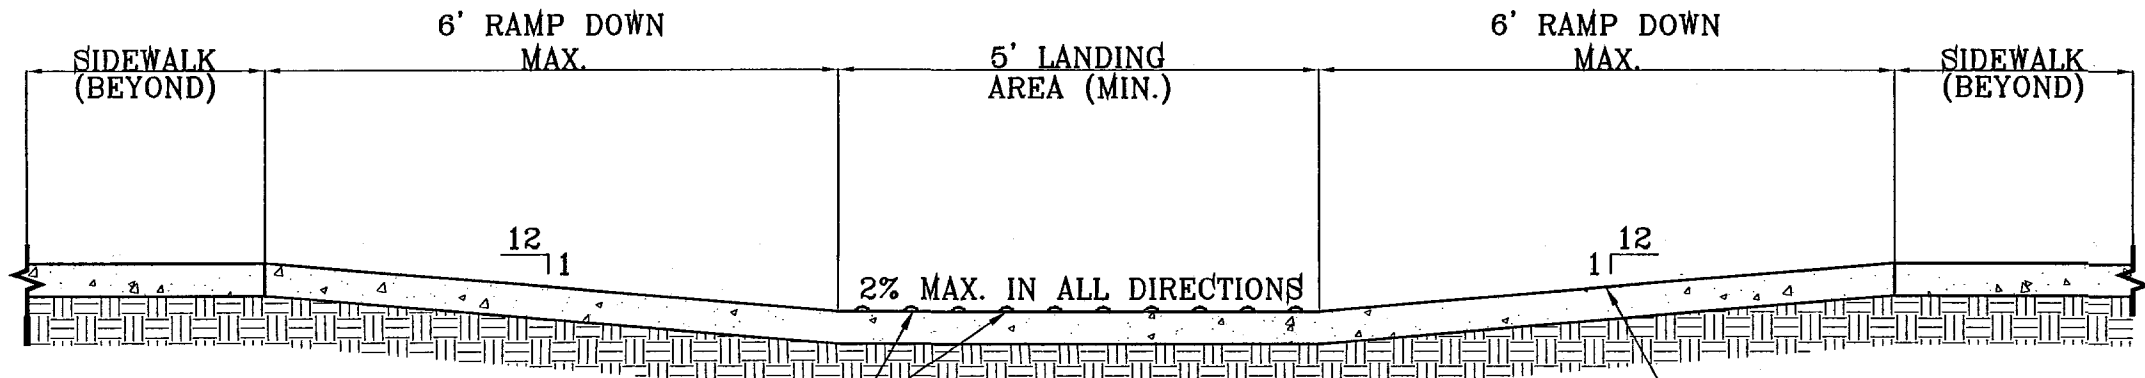 6' RAMP DOWN
MAX.
6' RAMP DOWN
MAX.
SIDEWALK
(BEYOND)
5' LANDING
AREA (MIN.)
SIDEWALK
(BEYOND)
12
1
12
1
2% MAX. IN ALL DIRECTIONS